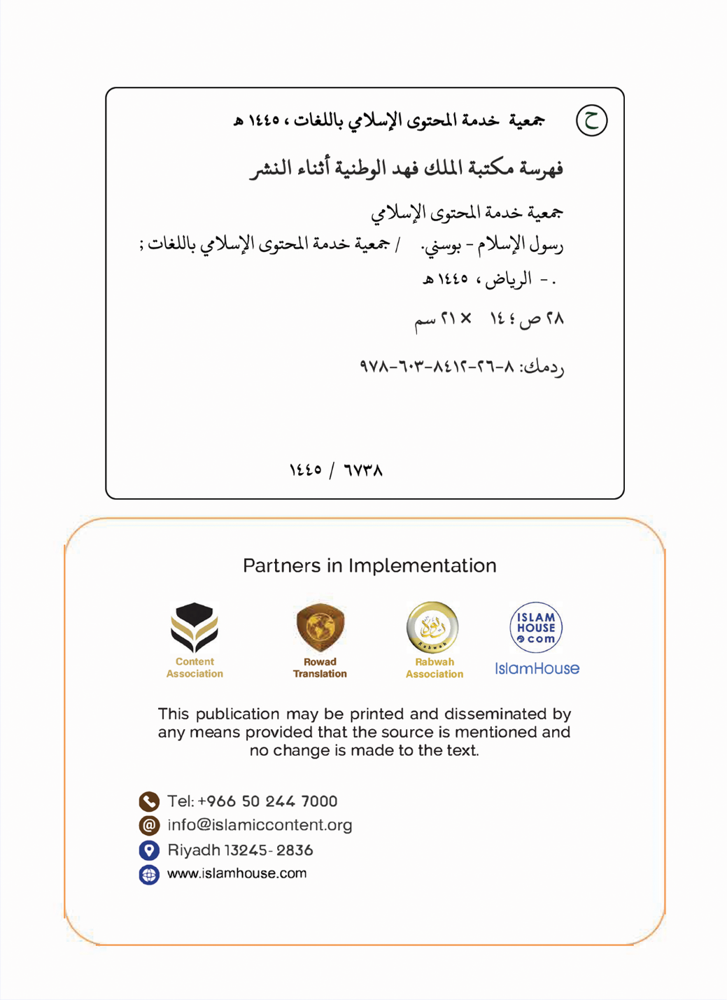 ح
جمعية خدمة المحتوى الإسلامي باللغات ، ١٤٤٥ هـ
فهرسة مكتبة الملك فهد الوطنية أثناء النشر
جمعية خدمة المحتوى الإسلامي
رسول الإسلام - بوسني. / جمعية خدمة المحتوى الإسلامي باللغات ;
. - الرياض ، ١٤٤٥ هـ
٢٨ ص ؛ ١٤ × ٢١ سم
ردمك: ٨-٢٦-٨٤١٢-٦٠٣-٩٧٨
٦٧٣٨ / ١٤٤٥
Partners in Implementation
Content
Association
Rowad
Translation
ربوة
Rabwah
Rabwah
Association
ISLAM
HOUSE
com
IslamHouse
This publication may be printed and disseminated by
any means provided that the source is mentioned and
no change is made to the text.
Tel: +966 50 244 7000
info@islamiccontent.org
Riyadh 13245- 2836
www.islamhouse.com